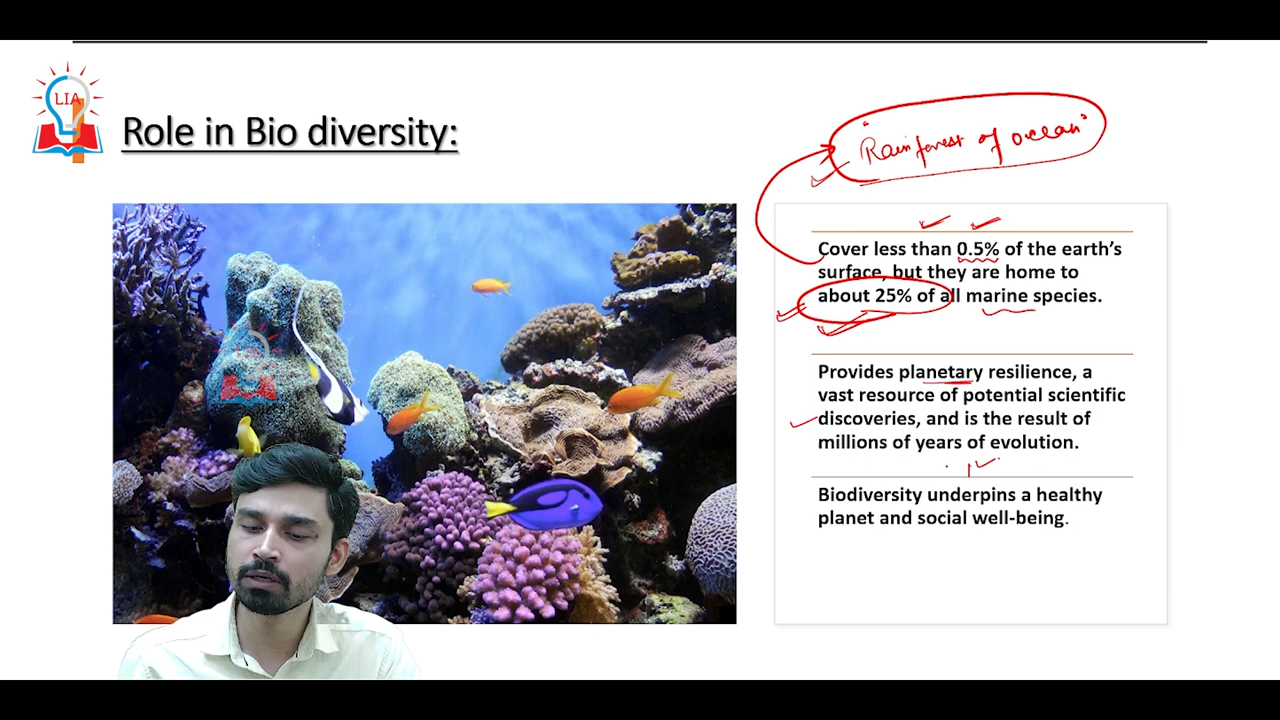 LIA
Role in Bio diversity:
"Rainforest of ocean"
Cover less than 0.5% of the earth's
surface, but they are home to
about 25% of all marine species.
Provides planetary resilience, a
vast resource of potential scientific
discoveries, and is the result of
millions of years of evolution.
Biodiversity underpins a healthy
planet and social well-being.
LIA